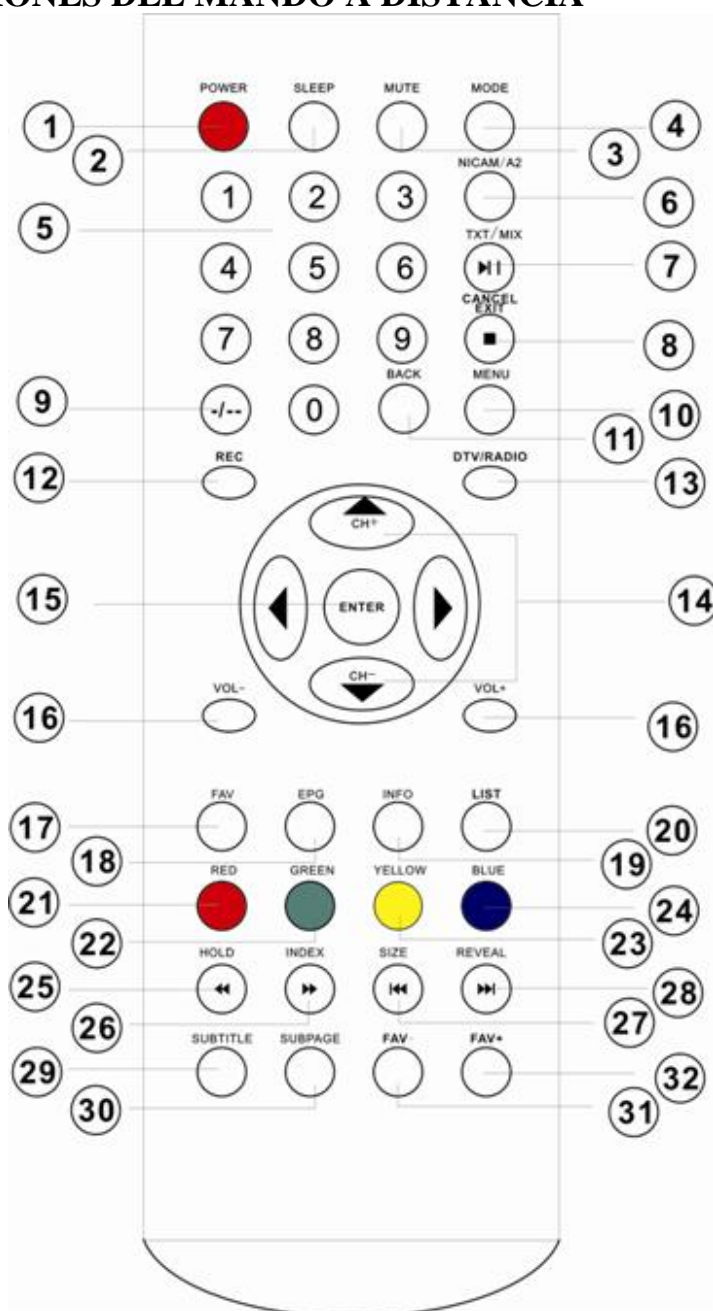 IONES DEL MANDO A DISTANCIA
POWER SLEEP MUTE MODE
1 4
2 3
NICAM/A2
1 2 3 6
5
TXT/MIX
4 5 6 7
CANCEL
EXIT
7 8 9 8
BACK MENU
9 -/-- 0 10
11
REC DTV/RADIO
12 13
CH+
15 ENTER 14
CH-
VOL- VOL+
16 16
FAV EPG INFO LIST
17 20
18 19
RED GREEN YELLOW BLUE
21 24
22 23
HOLD INDEX SIZE REVEAL
25 28
26 27
SUBTITLE SUBPAGE FAV- FAV+
29 32
30 31